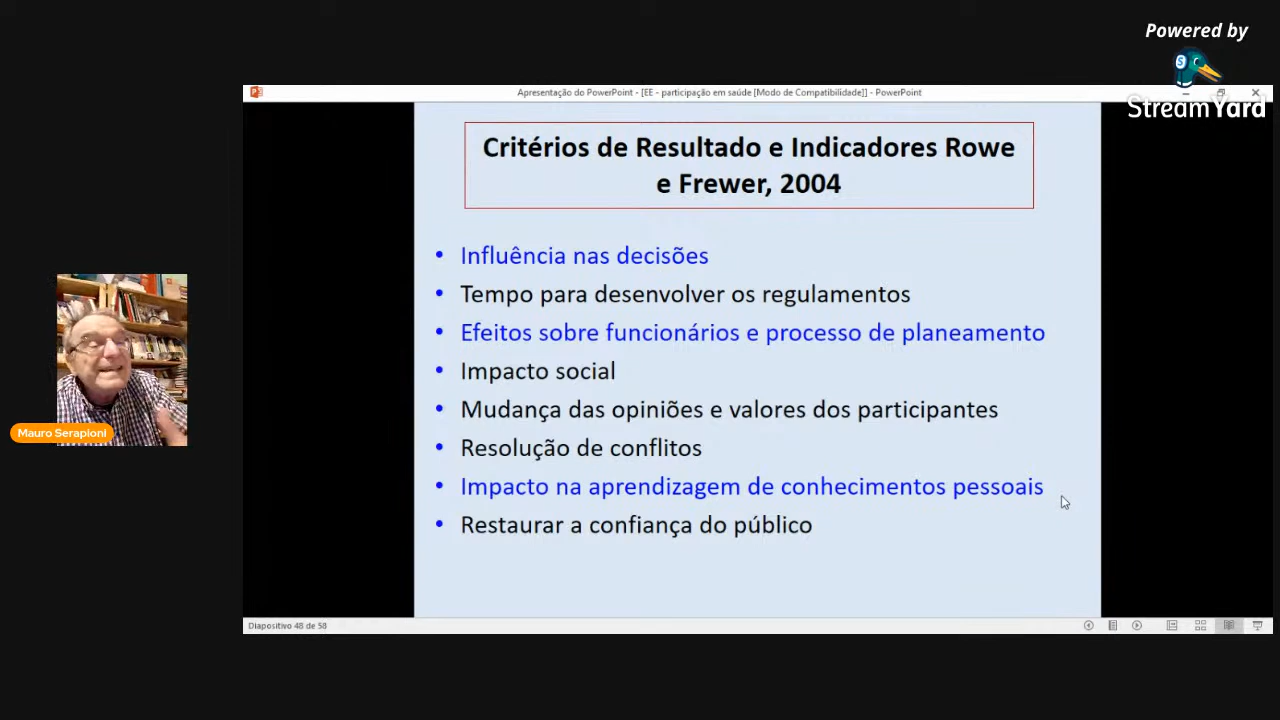 Powered by
StreamYard
Apresentação do PowerPoint - [EE - participação em saúde [Modo de Compatibilidade]] - PowerPoint
Critérios de Resultado e Indicadores Rowe
e Frewer, 2004
• Influência nas decisões
• Tempo para desenvolver os regulamentos
• Efeitos sobre funcionários e processo de planeamento
• Impacto social
• Mudança das opiniões e valores dos participantes
• Resolução de conflitos
• Impacto na aprendizagem de conhecimentos pessoais
• Restaurar a confiança do público
Mauro Serapioni
Diapositivo 48 de 58